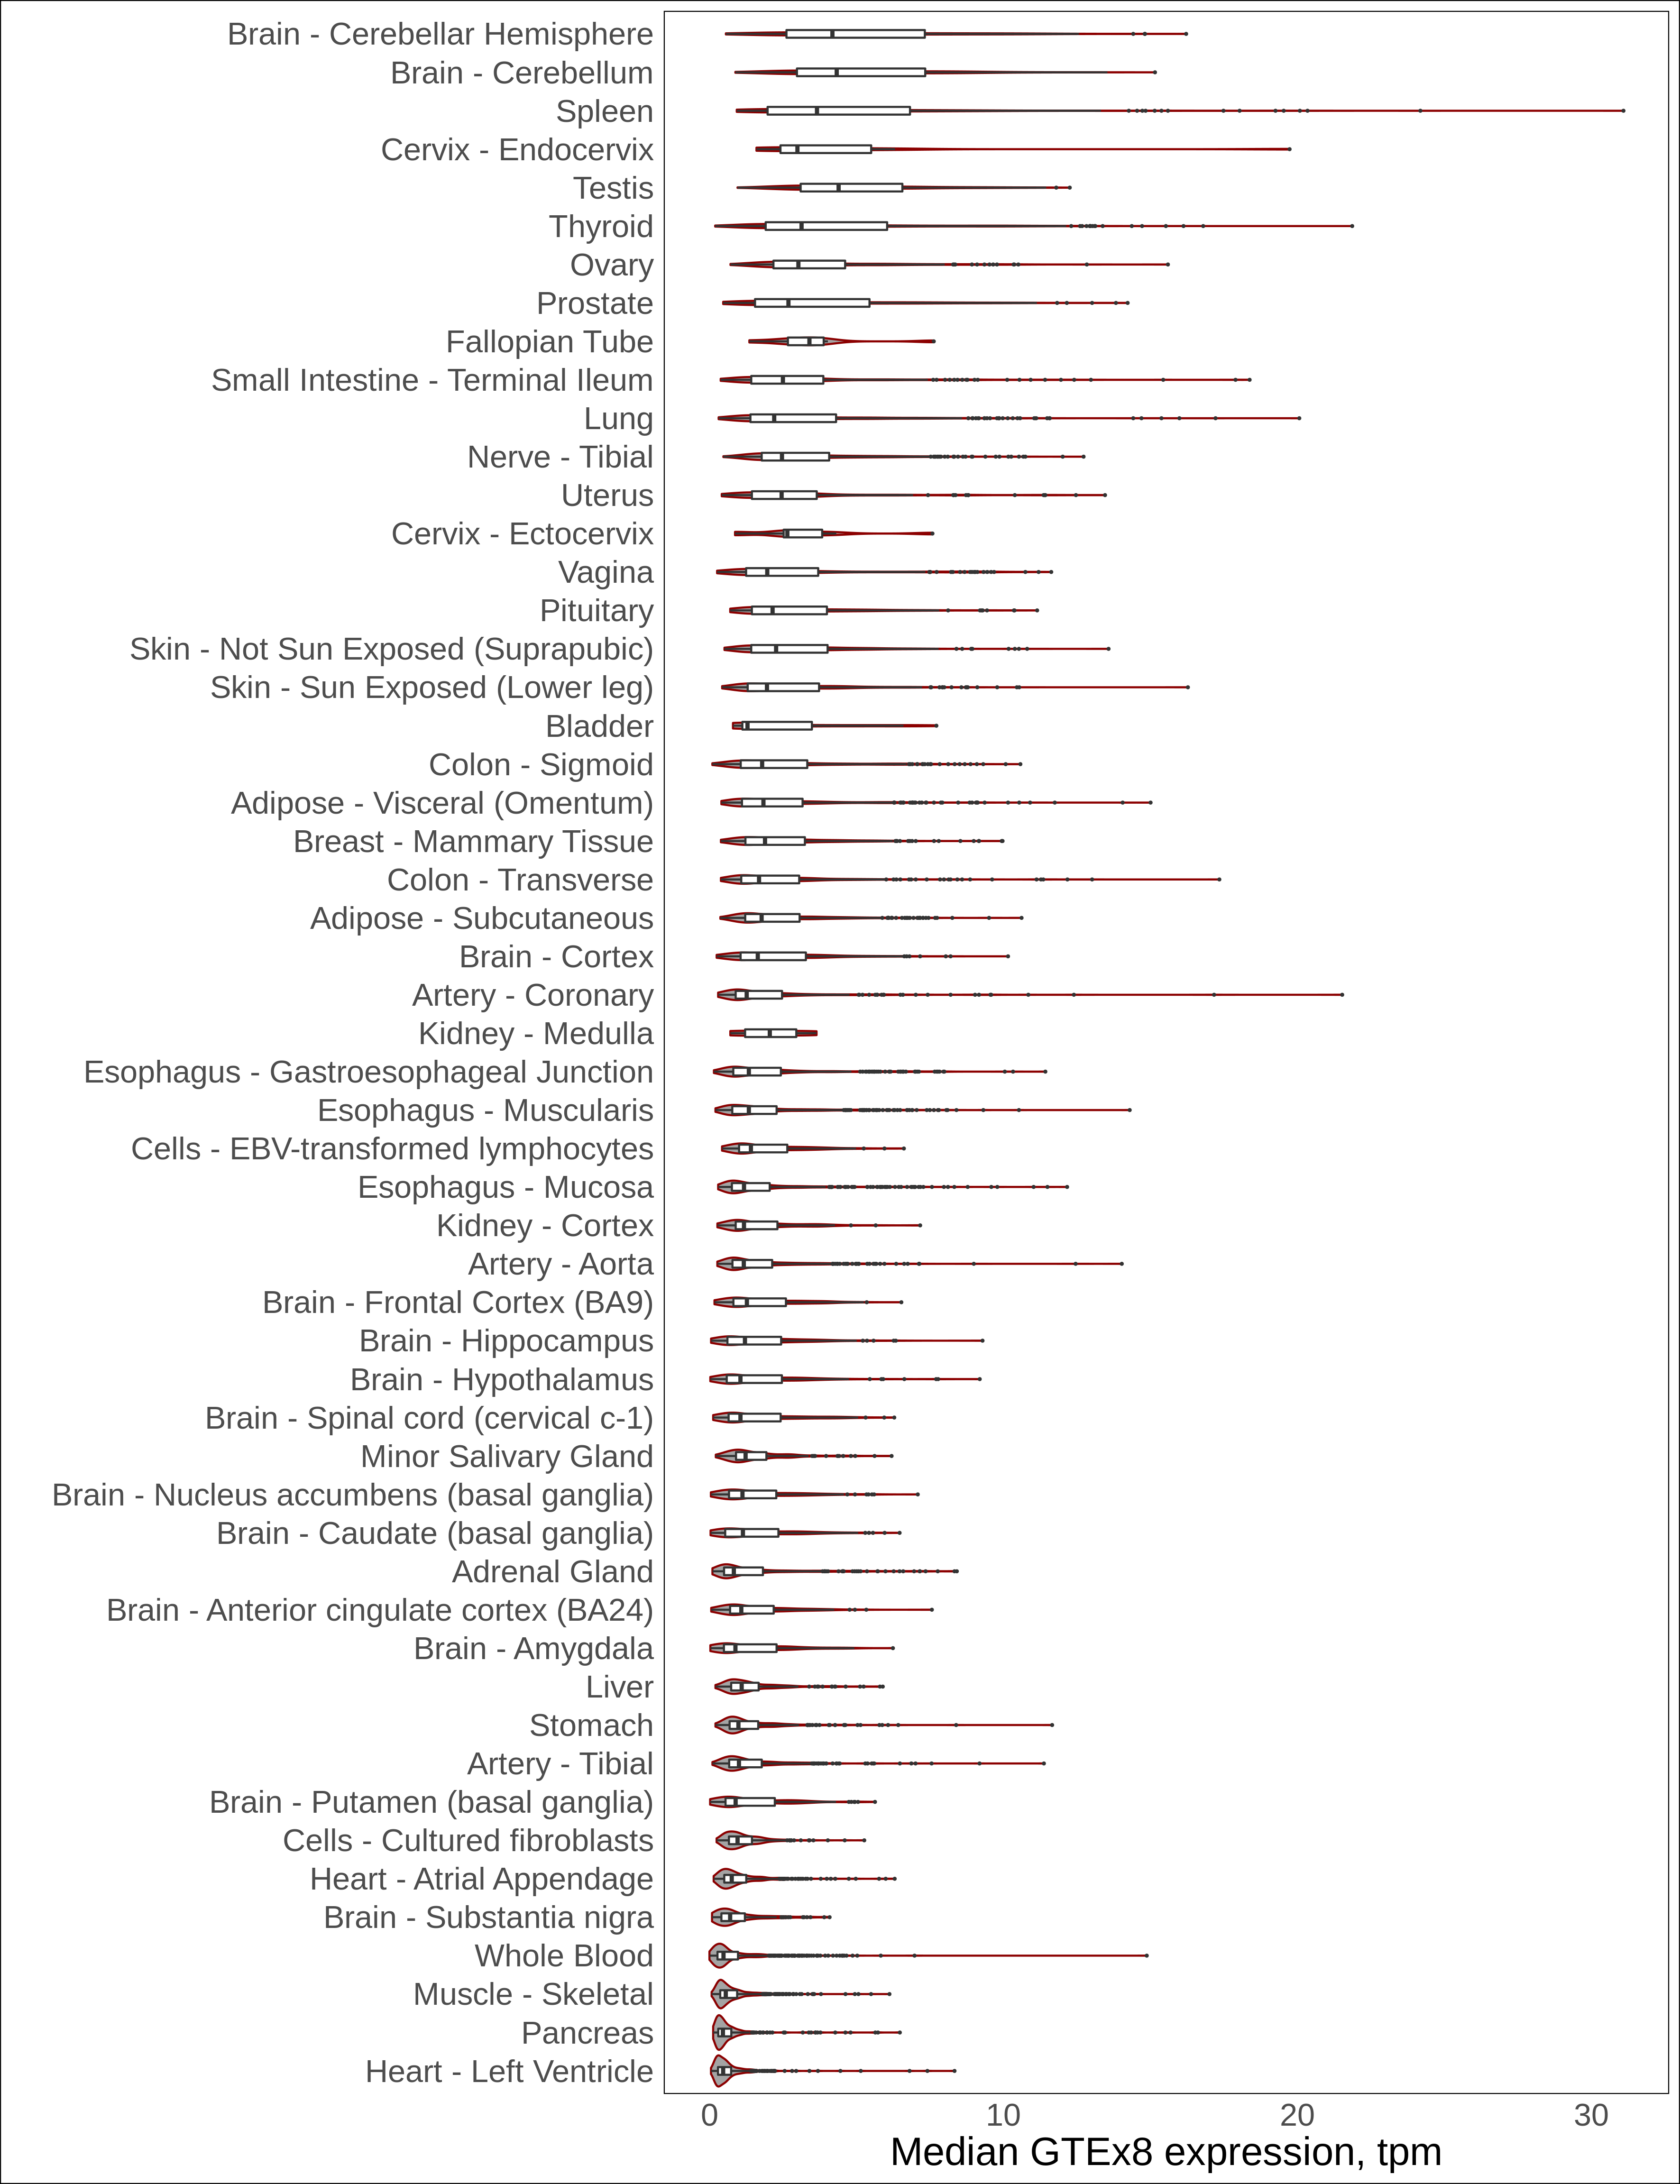 Brain - Cerebellar Hemisphere
Brain - Cerebellum
Spleen
Cervix - Endocervix
Testis
Thyroid
Ovary
Prostate
Fallopian Tube
Small Intestine - Terminal Ileum
Lung
Nerve - Tibial
Uterus
Cervix - Ectocervix
Vagina
Pituitary
Skin - Not Sun Exposed (Suprapubic)
Skin - Sun Exposed (Lower leg)
Bladder
Colon - Sigmoid
Adipose - Visceral (Omentum)
Breast - Mammary Tissue
Colon - Transverse
Adipose - Subcutaneous
Brain - Cortex
Artery - Coronary
Kidney - Medulla
Esophagus - Gastroesophageal Junction
Esophagus - Muscularis
Cells - EBV-transformed lymphocytes
Esophagus - Mucosa
Kidney - Cortex
Artery - Aorta
Brain - Frontal Cortex (BA9)
Brain - Hippocampus
Brain - Hypothalamus
Brain - Spinal cord (cervical c-1)
Minor Salivary Gland
Brain - Nucleus accumbens (basal ganglia)
Brain - Caudate (basal ganglia)
Adrenal Gland
Brain - Anterior cingulate cortex (BA24)
Brain - Amygdala
Liver
Stomach
Artery - Tibial
Brain - Putamen (basal ganglia)
Cells - Cultured fibroblasts
Heart - Atrial Appendage
Brain - Substantia nigra
Whole Blood
Muscle - Skeletal
Pancreas
Heart - Left Ventricle
0 10 20 30
Median GTEx8 expression, tpm